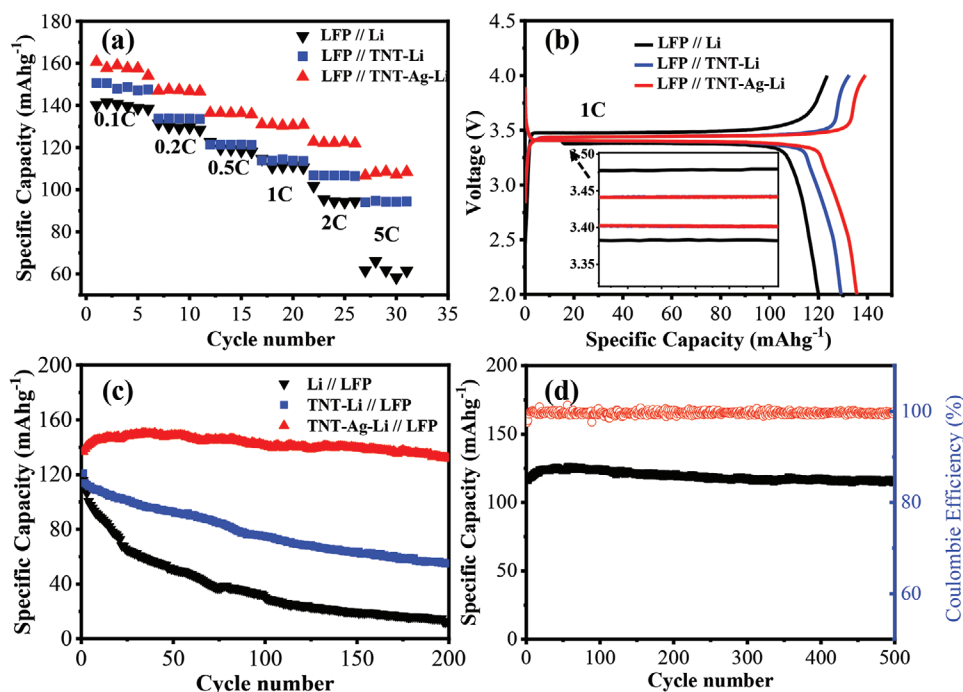 (a)
LFP // Li
LFP // TNT-Li
LFP // TNT-Ag-Li
0.1C
0.2C
0.5C
1C
2C
5C
180
160
140
120
100
80
60
0 5 10 15 20 25 30 35
Specific Capacity (mAhg-1)
Cycle number
(b)
LFP // Li
LFP // TNT-Li
LFP // TNT-Ag-Li
1C
3.50
3.45
3.40
3.35
4.5
4.0
3.5
3.0
2.5
2.0
0 20 40 60 80 100 120 140
Voltage (V)
Specific Capacity (mAhg-1)
(c)
Li // LFP
TNT-Li // LFP
TNT-Ag-Li // LFP
200
160
120
80
40
0
0 50 100 150 200
Specific Capacity (mAhg-1)
Cycle number
(d)
200
175
150
125
100
0
0 100 200 300 400 500
Specific Capacity (mAhg-1)
Cycle number
100
80
60
Coulombie Efficiency (%)